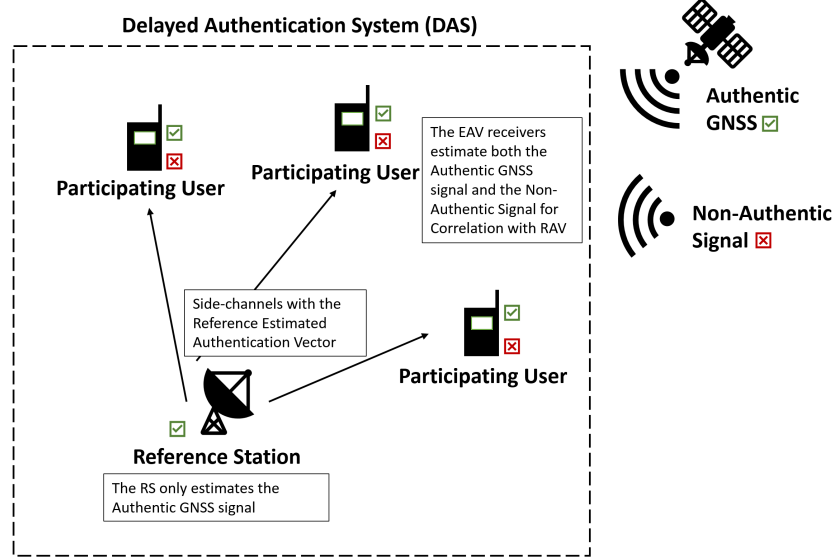 Delayed Authentication System (DAS)
Authentic
GNSS
Participating User
Participating User
The EAV receivers
estimate both the
Authentic GNSS
signal and the Non-
Authentic Signal for
Correlation with RAV
Non-Authentic
Signal
Side-channels with the
Reference Estimated
Authentication Vector
Participating User
Reference Station
The RS only estimates the
Authentic GNSS signal